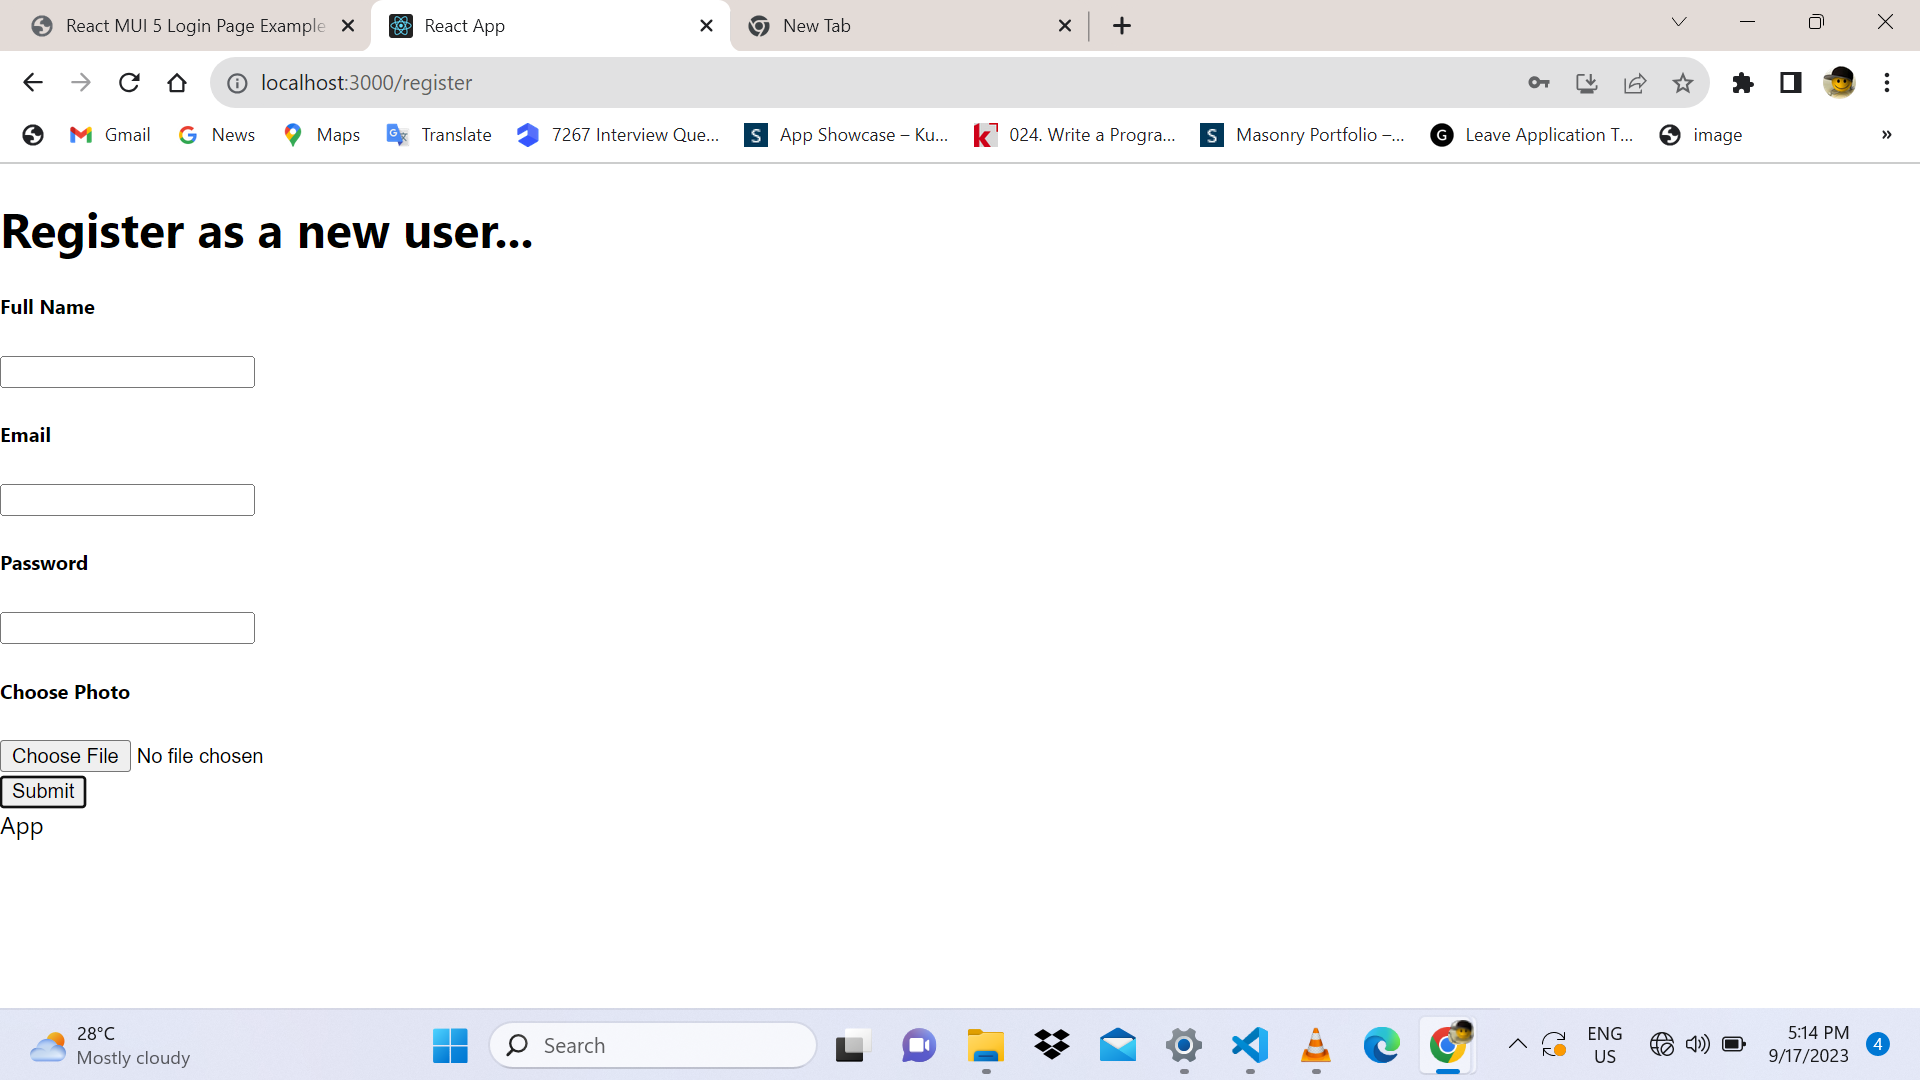 React MUI 5 Login Page Example
React App
New Tab
localhost:3000/register
Gmail
News
Maps
Translate
7267 Interview Que...
App Showcase – Ku...
024. Write a Progra...
Masonry Portfolio –...
Leave Application T...
image
»
Register as a new user...
Full Name
Email
Password
Choose Photo
Choose File No file chosen
Submit
App
28°C
Mostly cloudy
Search
ENG
US
5:14 PM
9/17/2023
4